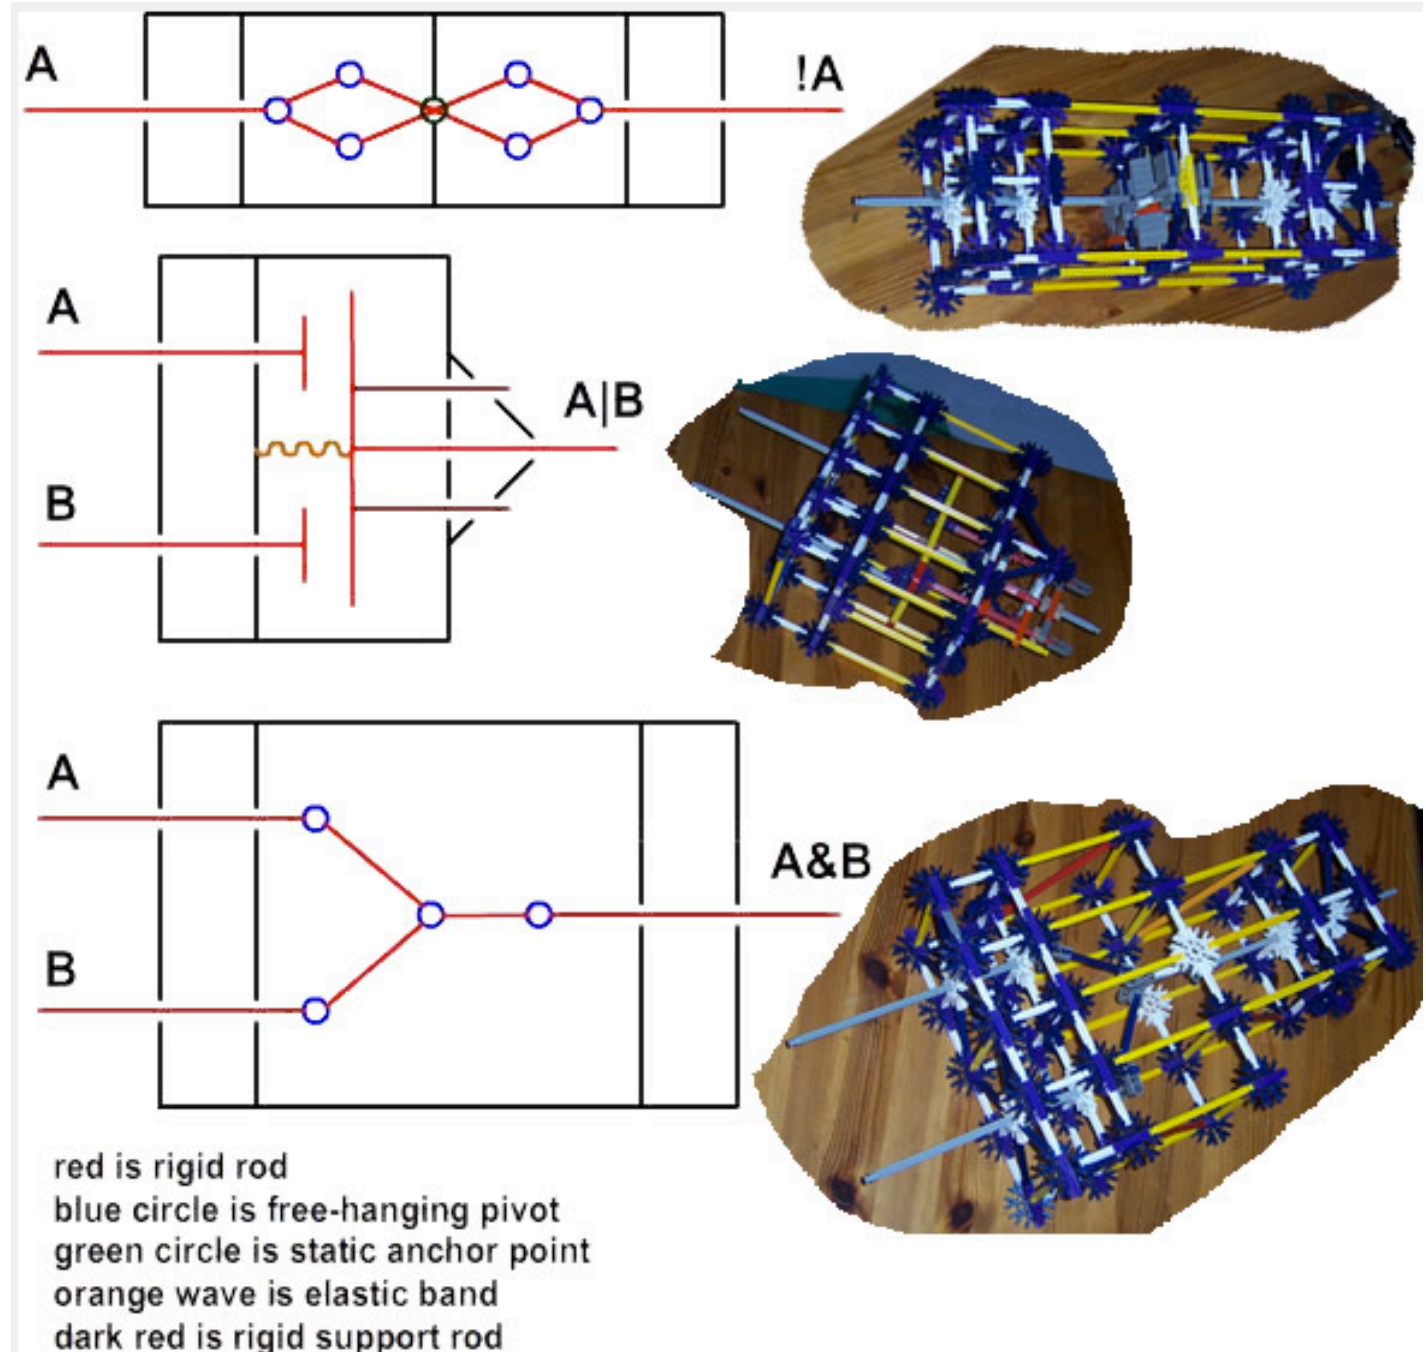 A
!A
A
A|B
B
A
A&B
B
red is rigid rod
blue circle is free-hanging pivot
green circle is static anchor point
orange wave is elastic band
dark red is rigid support rod